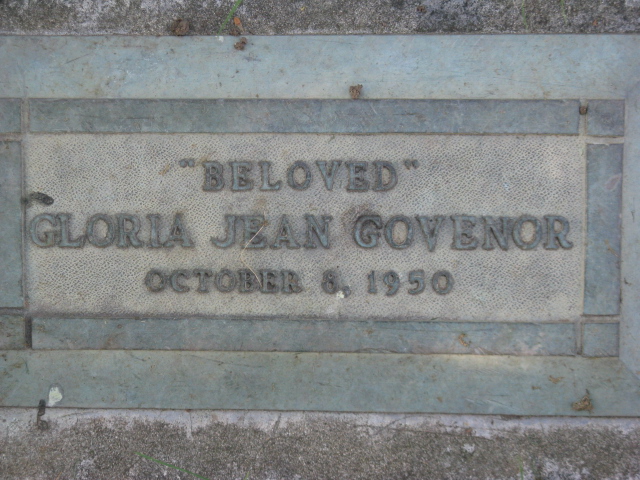 "BELOVED"
GLORIA JEAN GOVENOR
OCTOBER 8, 1950